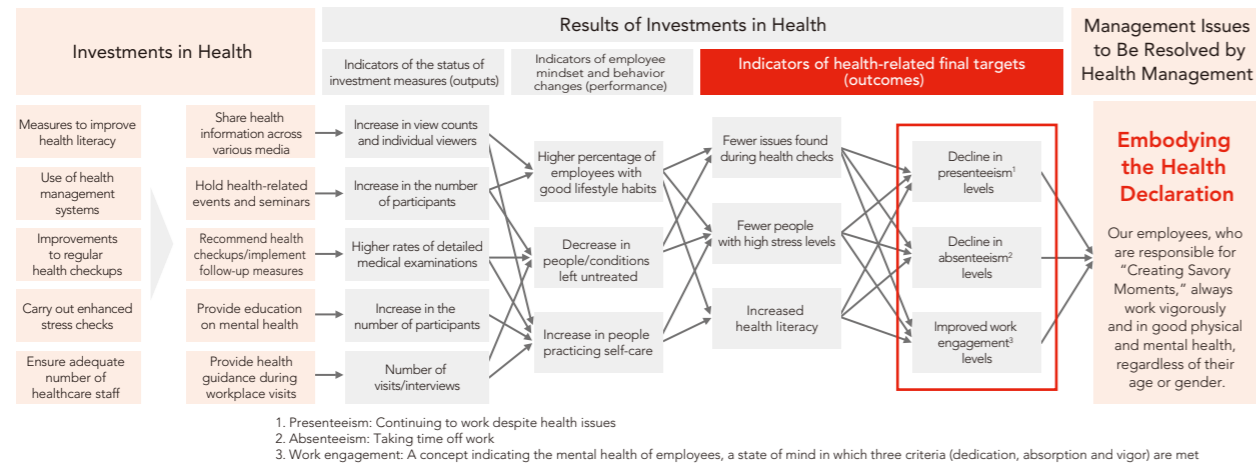 Investments in Health
Results of Investments in Health
Management Issues
to Be Resolved by
Health Management
Indicators of the status of
investment measures (outputs)
Indicators of employee
mindset and behavior
changes (performance)
Indicators of health-related final targets
(outcomes)
Measures to improve
health literacy
Use of health
management
systems
Improvements
to regular
health checkups
Carry out enhanced
stress checks
Ensure adequate
number of
healthcare staff
Share health
information across
various media
Hold health-related
events and seminars
Recommend health
checkups/implement
follow-up measures
Provide education
on mental health
Provide health
guidance during
workplace visits
Increase in view counts
and individual viewers
Increase in the number
of participants
Higher rates of detailed
medical examinations
Increase in the
number of participants
Number of
visits/interviews
Higher percentage of
employees with
good lifestyle habits
Decrease in
people/conditions
left untreated
Increase in people
practicing self-care
Fewer issues found
during health checks
Fewer people
with high stress levels
Increased
health literacy
Decline in
presenteeism¹
levels
Decline in
absenteeism²
levels
Improved work
engagement³
levels
Embodying
the Health
Declaration
Our employees, who
are responsible for
“Creating Savory
Moments,” always
work vigorously
and in good physical
and mental health,
regardless of their
age or gender.
1. Presenteeism: Continuing to work despite health issues
2. Absenteeism: Taking time off work
3. Work engagement: A concept indicating the mental health of employees, a state of mind in which three criteria (dedication, absorption and vigor) are met